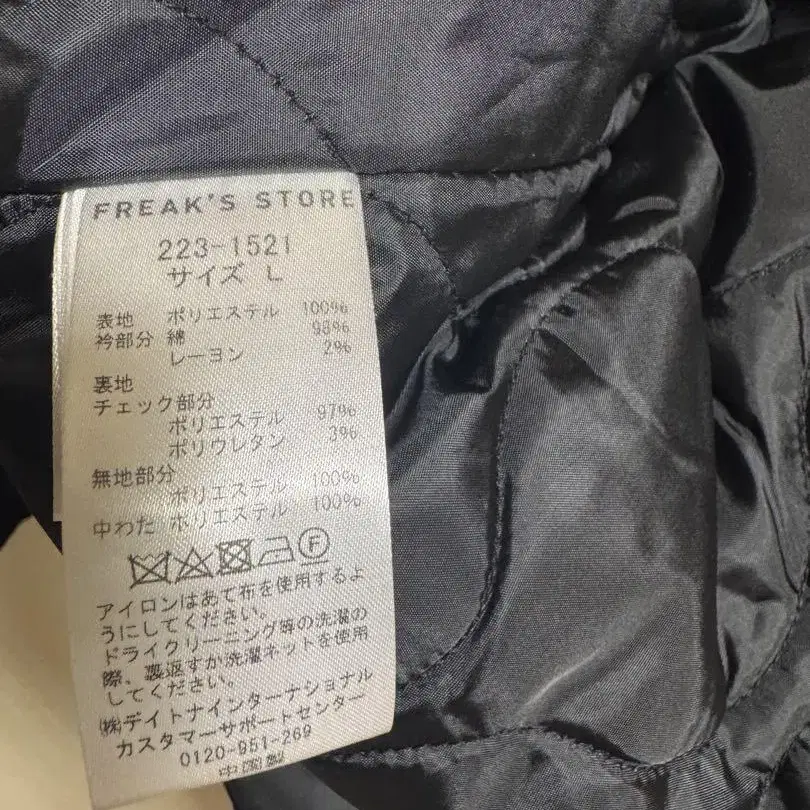 FREAK'S STORE
223-1521
サイズ L
表地 ポリエステル 100%
衿部分 綿 98%
レーヨン 2%
裏地
チェック部分
ポリエステル 97%
ポリウレタン 3%
無地部分
ポリエステル 100%
中わた ポリエステル 100%
F
アイロンはあて布を使用するよ
うにしてください。
ドライクリーニング等の洗濯の
際、裏返すか洗濯ネットを使用
してください。
㈱デイトナインターナショナル
カスタマーサポートセンター
0120-951-269
中国製